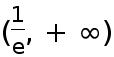 (1/e, + ∞)